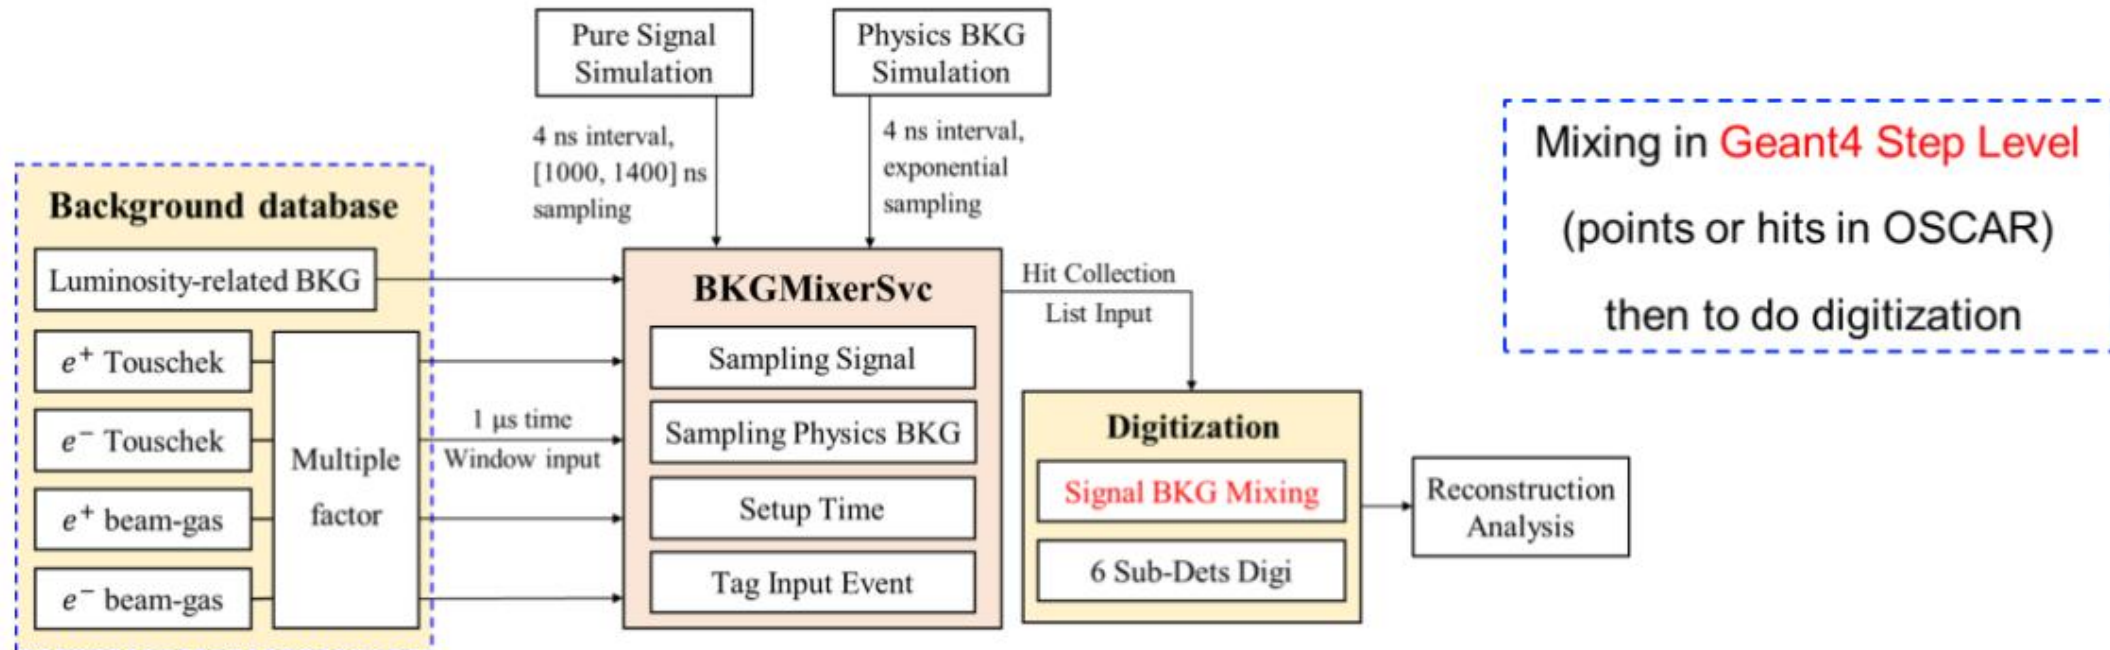 Pure Signal
Simulation
Physics BKG
Simulation
4 ns interval,
[1000, 1400] ns
sampling
4 ns interval,
exponential
sampling
Background database
Luminosity-related BKG
e⁺ Touschek
e⁻ Touschek
e⁺ beam-gas
e⁻ beam-gas
Multiple
factor
1 μs time
Window input
BKGMixerSvc
Sampling Signal
Sampling Physics BKG
Setup Time
Tag Input Event
Hit Collection
List Input
Digitization
Signal BKG Mixing
6 Sub-Dets Digi
Reconstruction
Analysis
Mixing in Geant4 Step Level
(points or hits in OSCAR)
then to do digitization